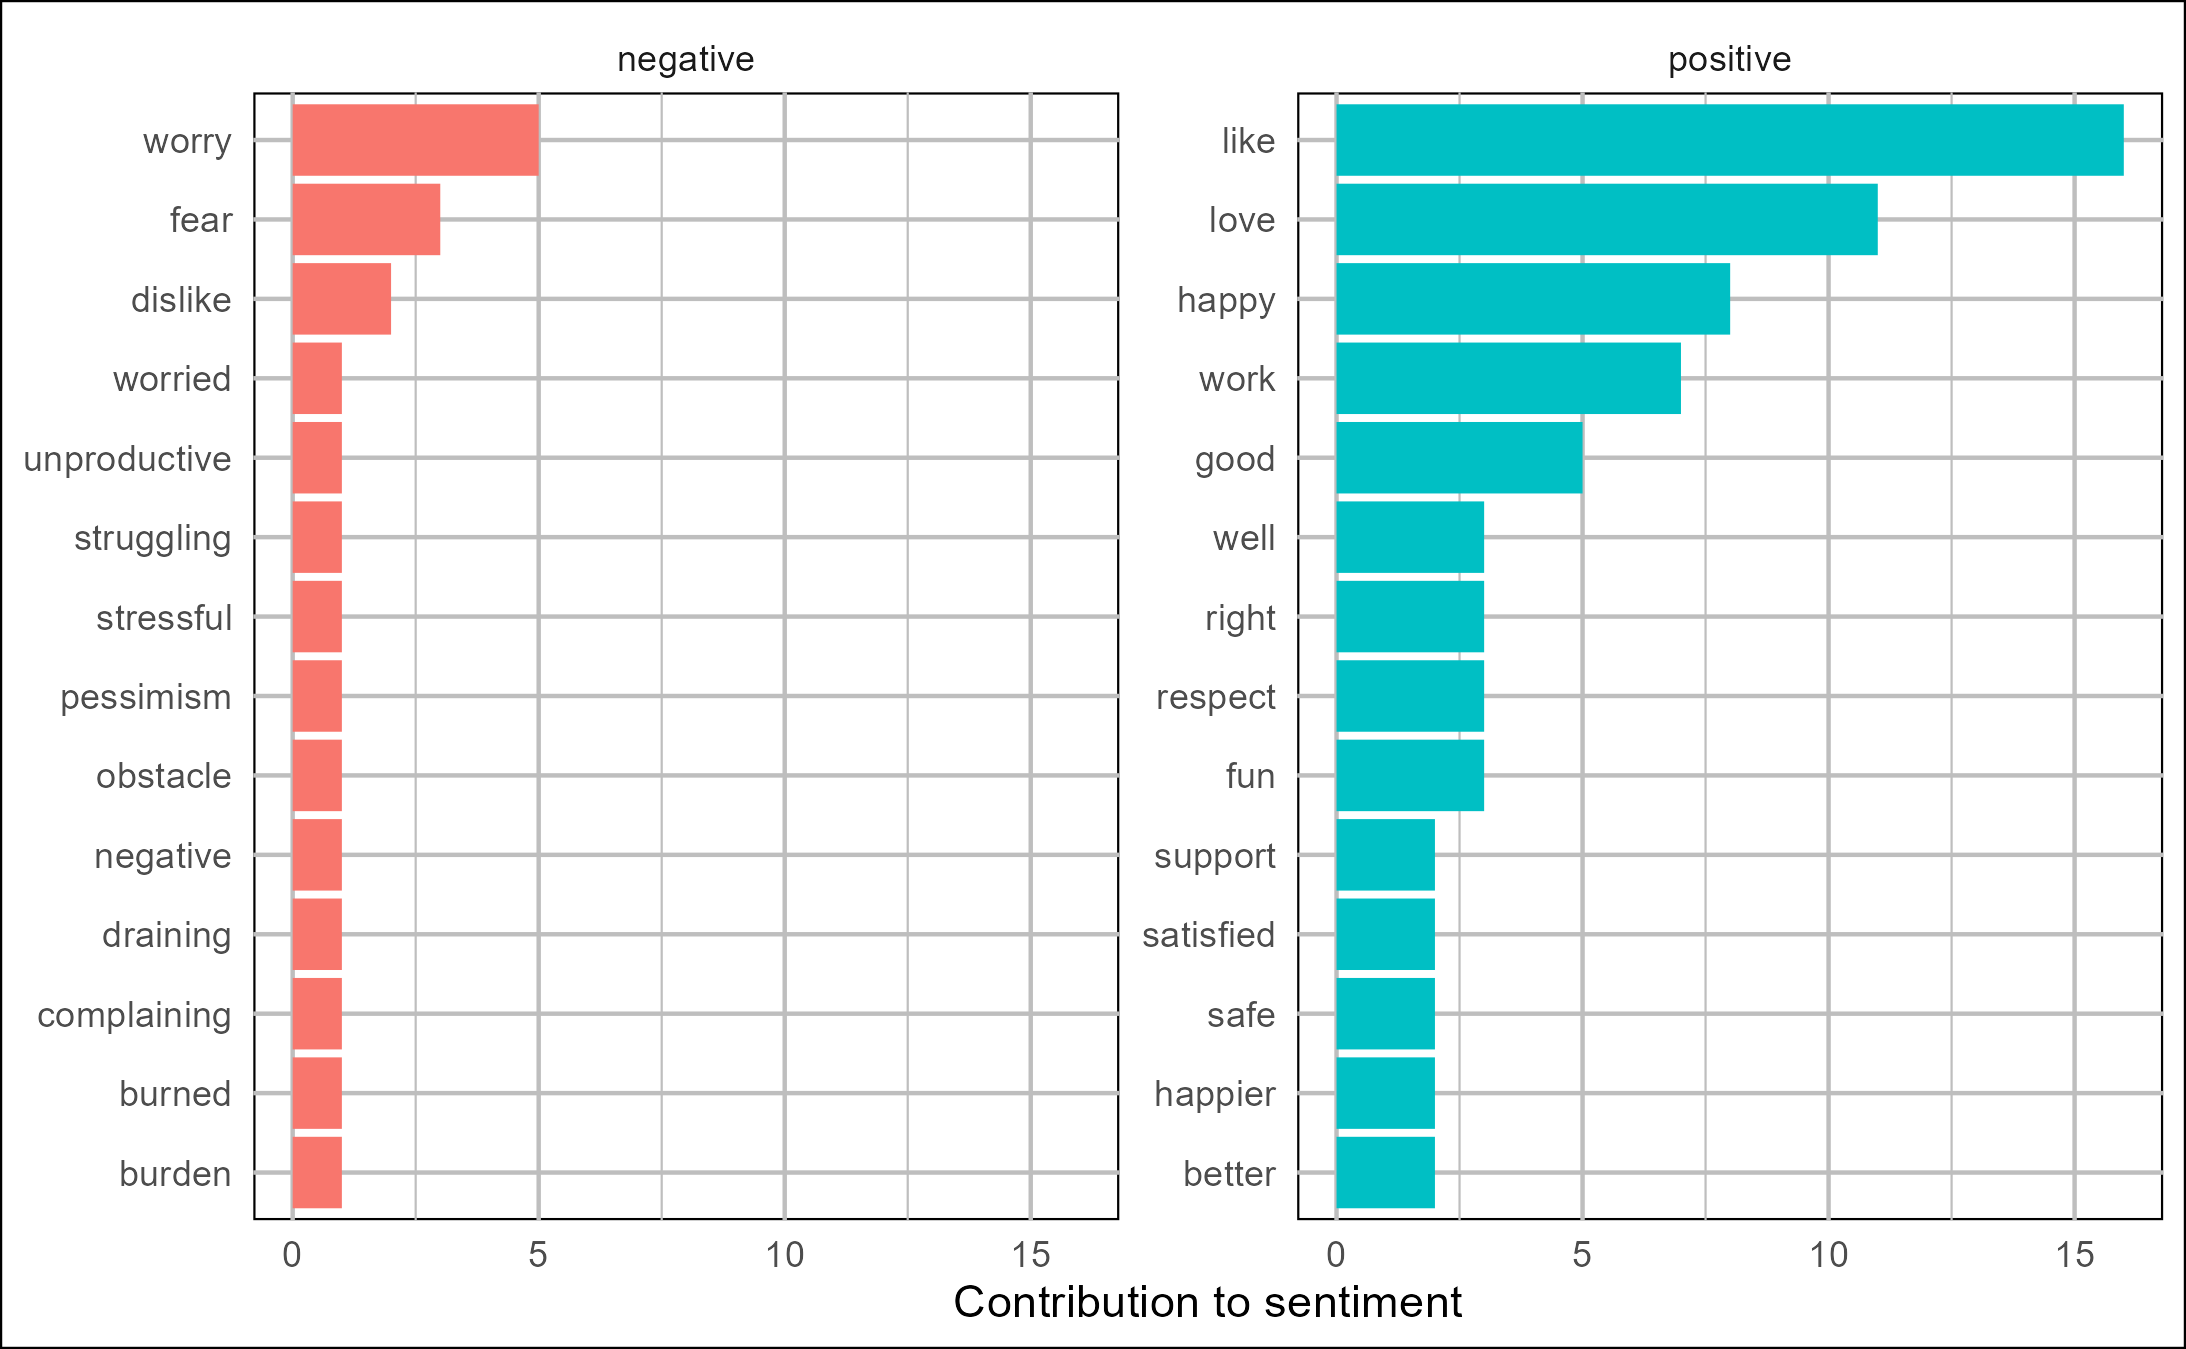 negative
worry
fear
dislike
worried
unproductive
struggling
stressful
pessimism
obstacle
negative
draining
complaining
burned
burden
0 5 10 15
positive
like
love
happy
work
good
well
right
respect
fun
support
satisfied
safe
happier
better
0 5 10 15
Contribution to sentiment